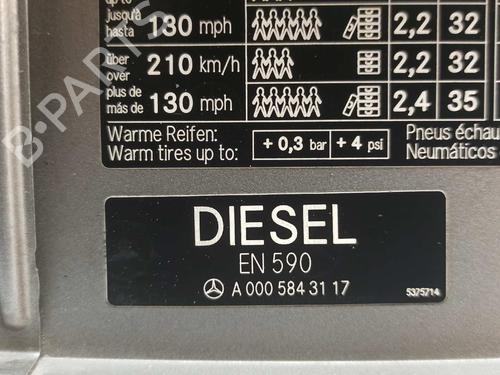 up to
jusqu'à
hasta 130 mph 2,2 32
über
over 210 km/h 2,2 32
plus de
más de 130 mph 2,4 35
Warme Reifen: Pneus échau
Warm tires up to: + 0,3 bar + 4 psi Neumáticos
DIESEL
EN 590
A 000 584 31 17 5375714
B-PARTS